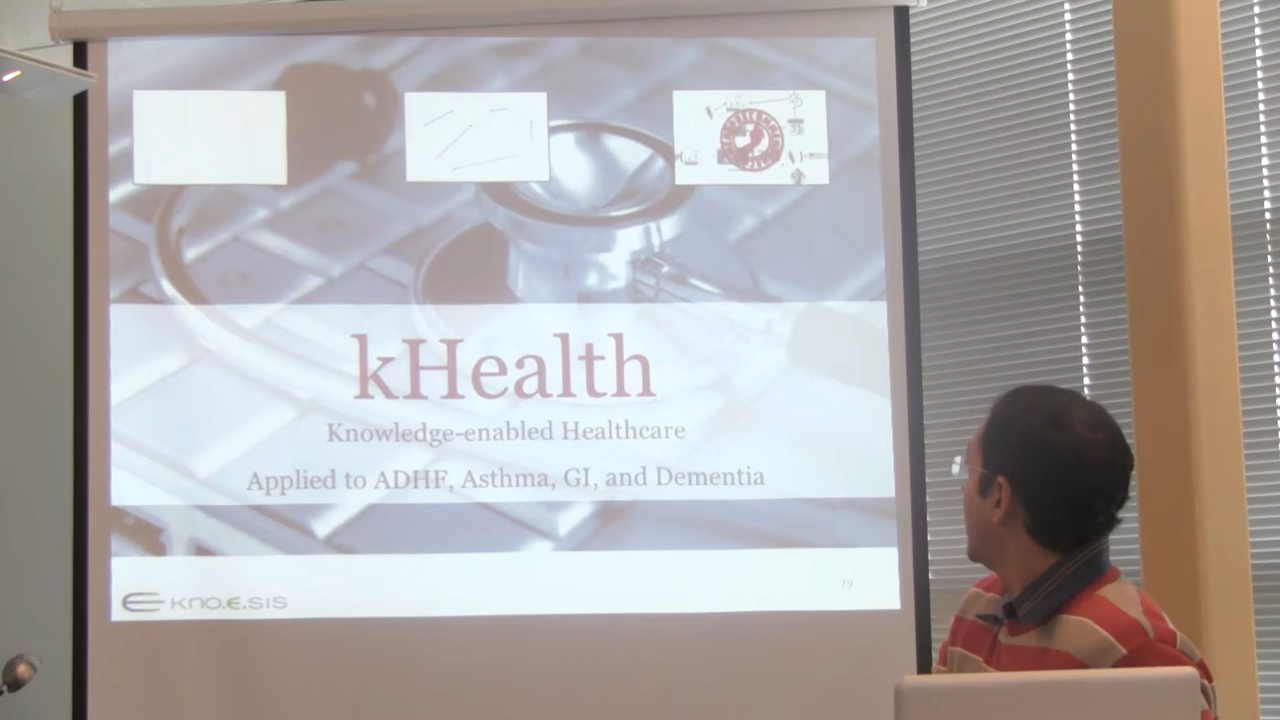 kHealth
Knowledge-enabled Healthcare
Applied to ADHF, Asthma, GI, and Dementia
kno.e.sis
79